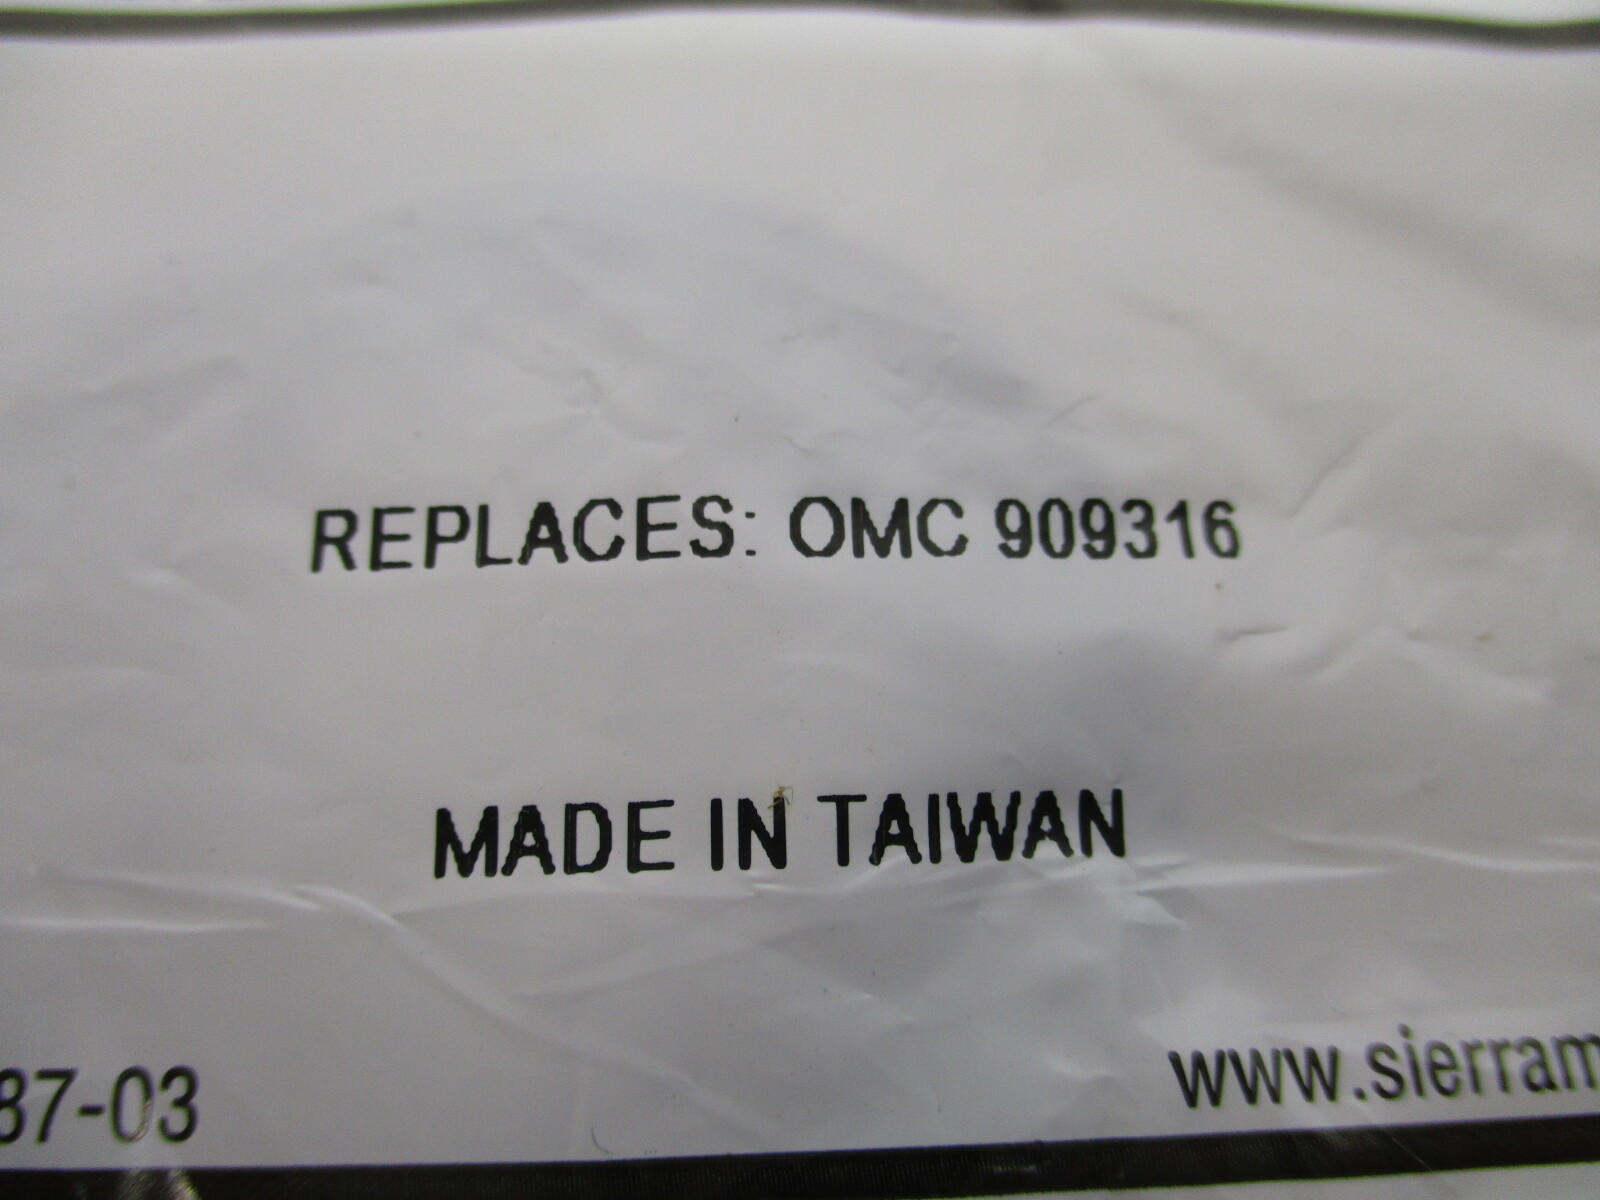 REPLACES: OMC 909316
MADE IN TAIWAN
87-03
www.sierram